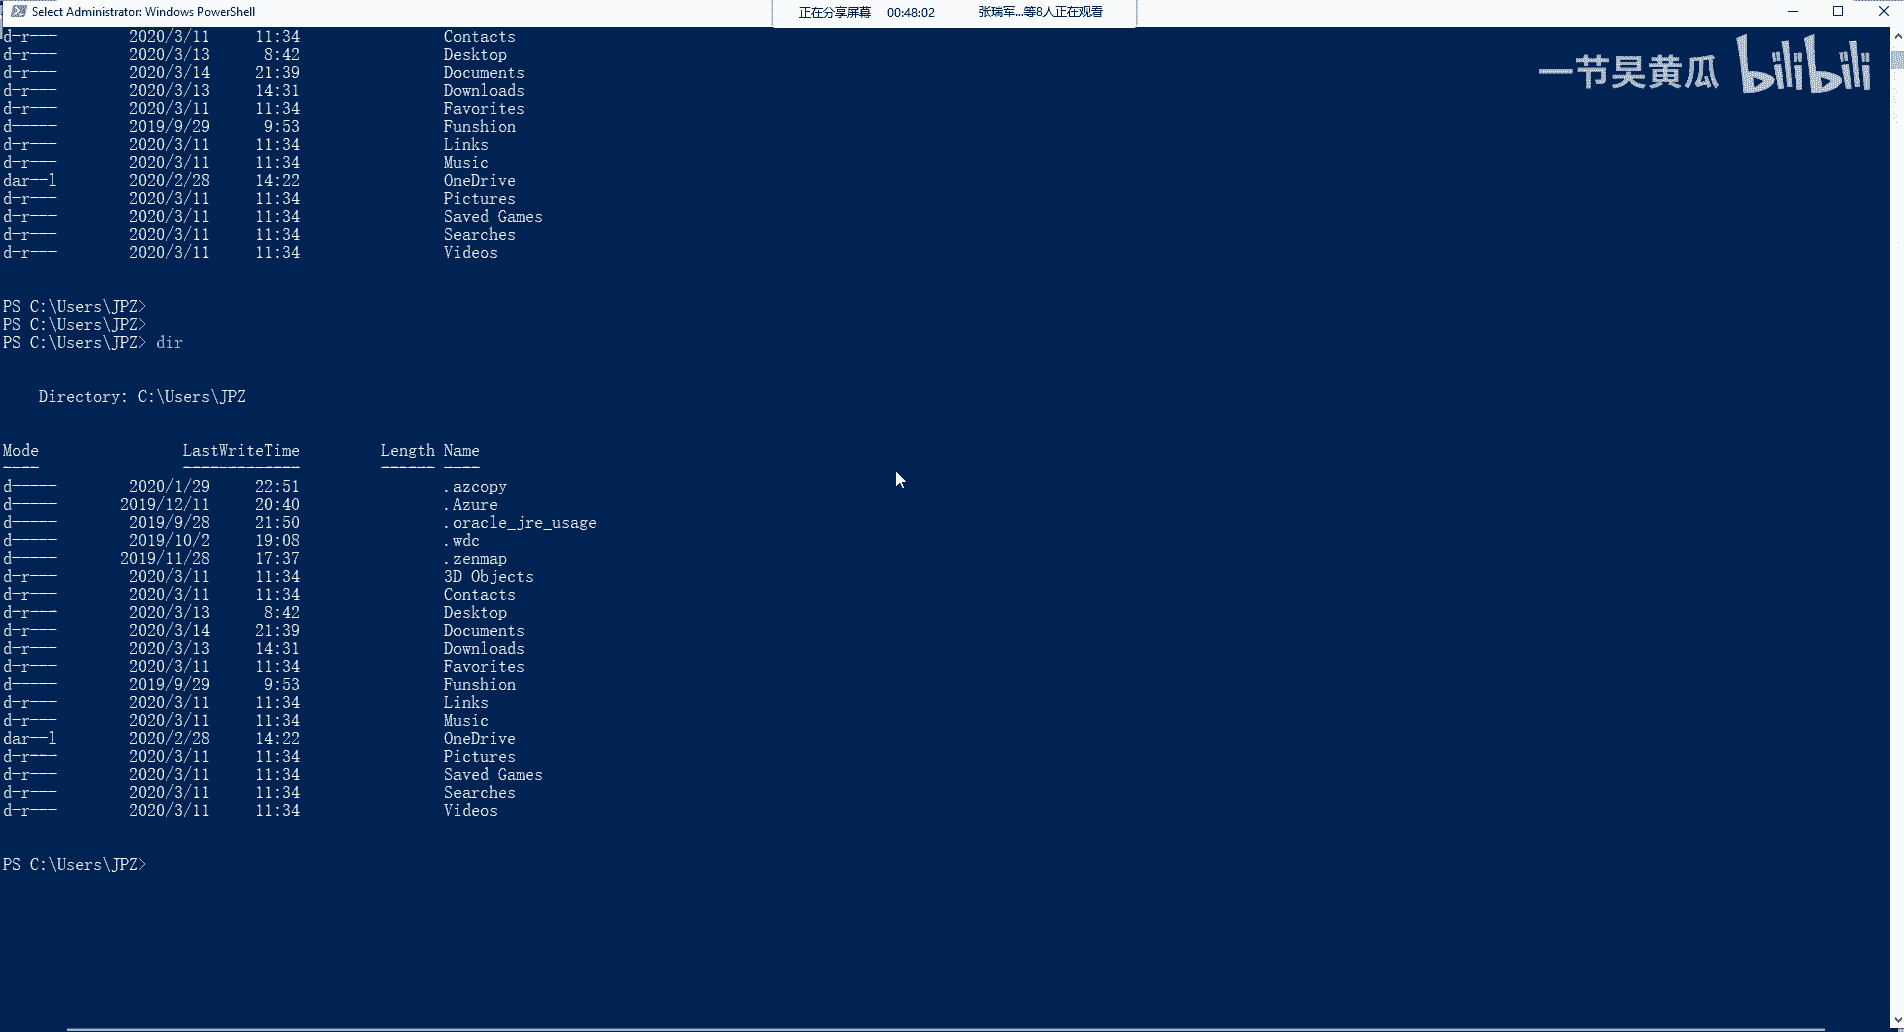 Select Administrator: Windows PowerShell
正在分享屏幕 00:48:02 张瑞军...等8人正在观看
一节吴黄瓜 bilibili
d-r--- 2020/3/11 11:34 Contacts
d-r--- 2020/3/13 8:42 Desktop
d-r--- 2020/3/14 21:39 Documents
d-r--- 2020/3/13 14:31 Downloads
d-r--- 2020/3/11 11:34 Favorites
d----- 2019/9/29 9:53 Funshion
d-r--- 2020/3/11 11:34 Links
d-r--- 2020/3/11 11:34 Music
dar--l 2020/2/28 14:22 OneDrive
d-r--- 2020/3/11 11:34 Pictures
d-r--- 2020/3/11 11:34 Saved Games
d-r--- 2020/3/11 11:34 Searches
d-r--- 2020/3/11 11:34 Videos
PS C:\Users\JPZ>
PS C:\Users\JPZ>
PS C:\Users\JPZ> dir
Directory: C:\Users\JPZ
Mode LastWriteTime Length Name
---- ------------- ------ ----
d----- 2020/1/29 22:51 .azcopy
d----- 2019/12/11 20:40 .Azure
d----- 2019/9/28 21:50 .oracle_jre_usage
d----- 2019/10/2 19:08 .wdc
d----- 2019/11/28 17:37 .zenmap
d-r--- 2020/3/11 11:34 3D Objects
d-r--- 2020/3/11 11:34 Contacts
d-r--- 2020/3/13 8:42 Desktop
d-r--- 2020/3/14 21:39 Documents
d-r--- 2020/3/13 14:31 Downloads
d-r--- 2020/3/11 11:34 Favorites
d----- 2019/9/29 9:53 Funshion
d-r--- 2020/3/11 11:34 Links
d-r--- 2020/3/11 11:34 Music
dar--l 2020/2/28 14:22 OneDrive
d-r--- 2020/3/11 11:34 Pictures
d-r--- 2020/3/11 11:34 Saved Games
d-r--- 2020/3/11 11:34 Searches
d-r--- 2020/3/11 11:34 Videos
PS C:\Users\JPZ>